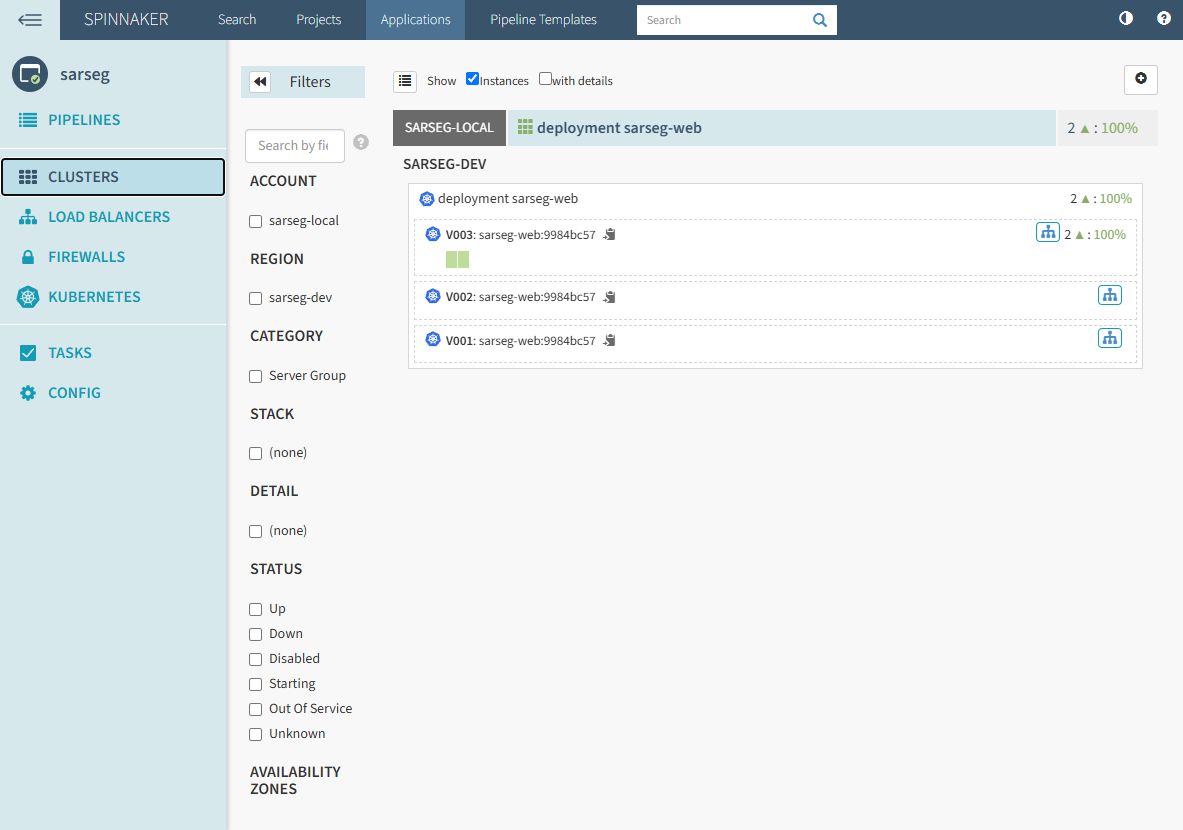 SPINNAKER Search Projects Applications Pipeline Templates Search
sarseg
PIPELINES
CLUSTERS
LOAD BALANCERS
FIREWALLS
KUBERNETES
TASKS
CONFIG
Filters
Search by fie
ACCOUNT
sarseg-local
REGION
sarseg-dev
CATEGORY
Server Group
STACK
(none)
DETAIL
(none)
STATUS
Up
Down
Disabled
Starting
Out Of Service
Unknown
AVAILABILITY
ZONES
Show Instances with details
SARSEG-LOCAL deployment sarseg-web 2 ▲ : 100%
SARSEG-DEV
deployment sarseg-web 2 ▲ : 100%
V003: sarseg-web:9984bc57 2 ▲ : 100%
V002: sarseg-web:9984bc57
V001: sarseg-web:9984bc57